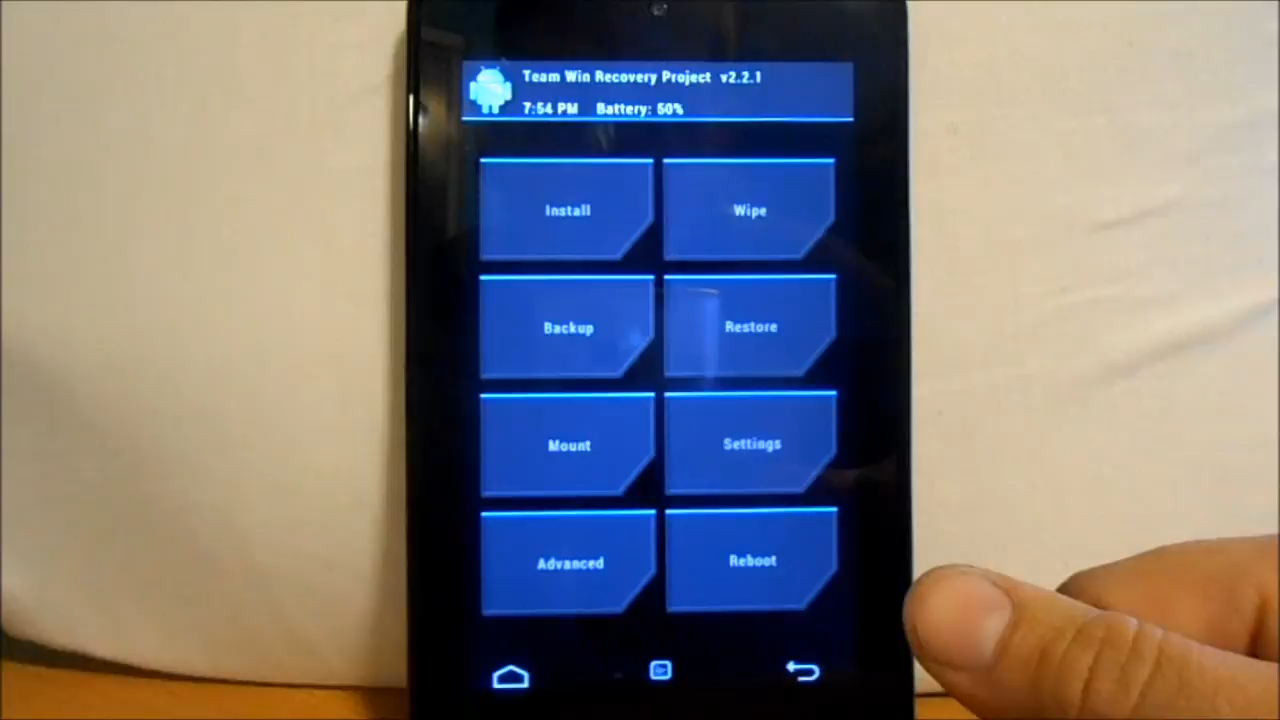 Team Win Recovery Project v2.2.1
7:54 PM Battery: 50%
Install Wipe
Backup Restore
Mount Settings
Advanced Reboot